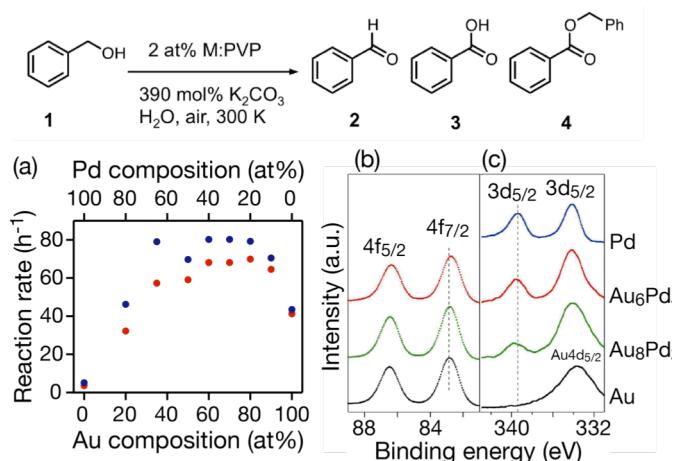 OH
2 at% M:PVP
390 mol% K₂CO₃
H₂O, air, 300 K
1
H
O
2
OH
O
3
O
Ph
O
4
(a)
Pd composition (at%)
100 80 60 40 20 0
Reaction rate (h⁻¹)
80
60
40
20
0
0 20 40 60 80 100
Au composition (at%)
(b)
(c)
4f5/2
4f7/2
3d5/2
3d5/2
Intensity (a.u.)
Pd
Au6Pd
Au8Pd
Au4d5/2
Au
88 84
340 332
Binding energy (eV)